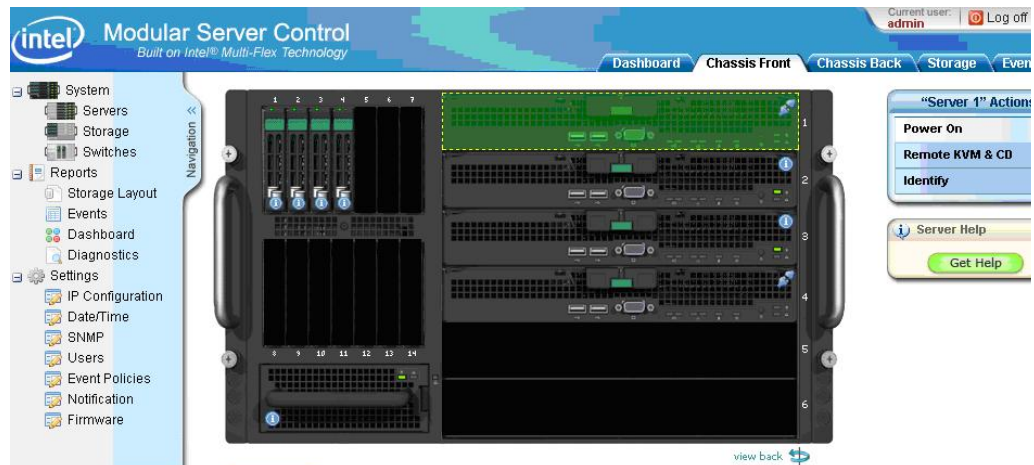 Current user:
admin
Log off
intel
Modular Server Control
Built on Intel® Multi-Flex Technology
Dashboard
Chassis Front
Chassis Back
Storage
System
Servers
Storage
Switches
Reports
Storage Layout
Events
Dashboard
Diagnostics
Settings
IP Configuration
Date/Time
SNMP
Users
Event Policies
Notification
Firmware
Navigation
1 2 3 4 5 6 7
8 9 10 11 12 13 14
1
2
3
4
5
6
view back
"Server 1" Action
Power On
Remote KVM & CD
Identify
Server Help
Get Help